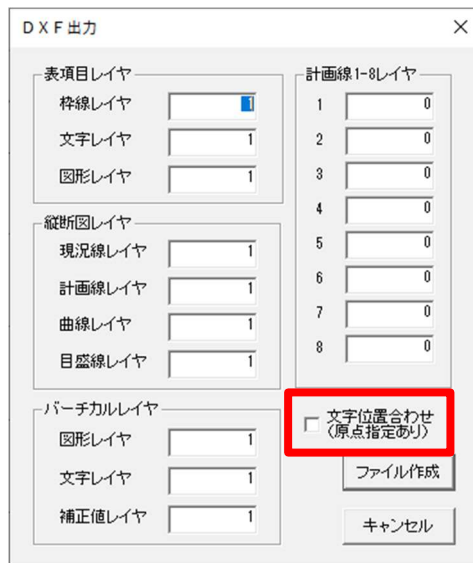 ＤＸＦ出力
表項目レイヤ
枠線レイヤ 1
文字レイヤ 1
図形レイヤ 1
縦断図レイヤ
現況線レイヤ 1
計画線レイヤ 1
曲線レイヤ 1
目盛線レイヤ 1
バーチカルレイヤ
図形レイヤ 1
文字レイヤ 1
補正値レイヤ 1
計画線1-8レイヤ
1 0
2 0
3 0
4 0
5 0
6 0
7 0
8 0
文字位置合わせ
（原点指定あり）
ファイル作成
キャンセル